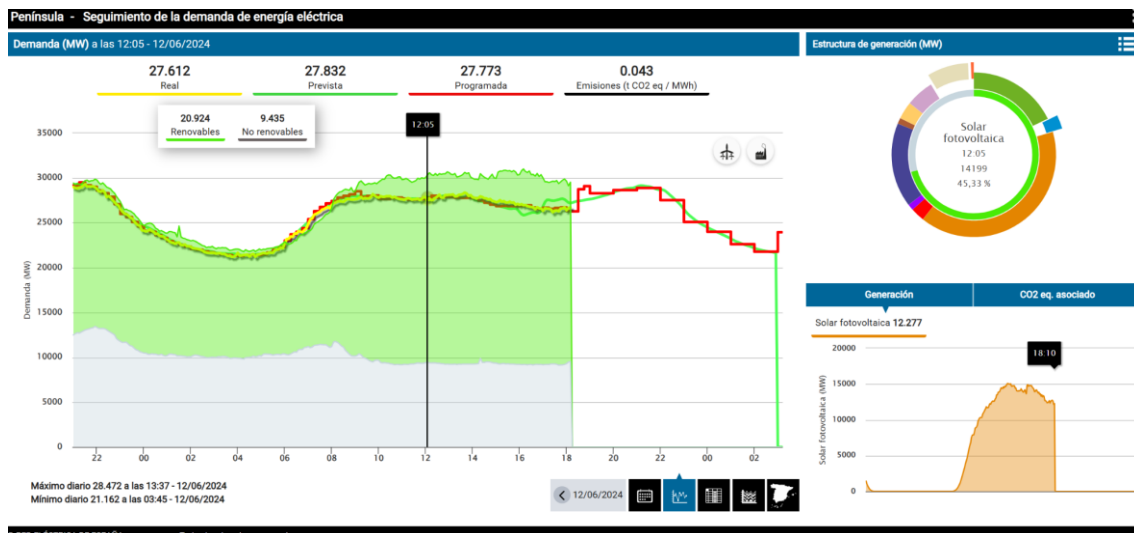 Península - Seguimiento de la demanda de energía eléctrica
Demanda (MW) a las 12:05 - 12/06/2024
27.612
Real
27.832
Prevista
27.773
Programada
0.043
Emisiones (t CO2 eq / MWh)
20.924
Renovables
9.435
No renovables
12:05
Demanda (MW)
35000
30000
25000
20000
15000
10000
5000
0
22 00 02 04 06 08 10 12 14 16 18 20 22 00 02
Máximo diario 28.472 a las 13:37 - 12/06/2024
Mínimo diario 21.162 a las 03:45 - 12/06/2024
12/06/2024
Estructura de generación (MW)
Solar
fotovoltaica
12:05
14199
45,33 %
Generación
CO2 eq. asociado
Solar fotovoltaica 12.277
18:10
Solar fotovoltaica (MW)
20000
15000
10000
5000
0